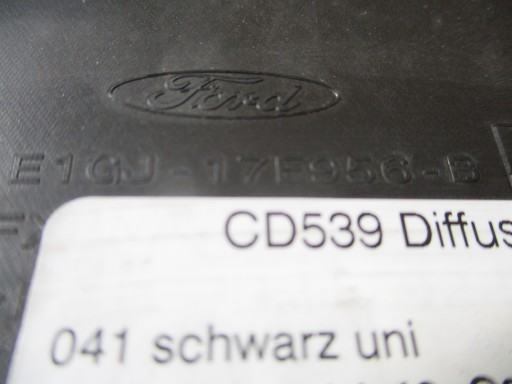 Ford
E1GJ-17F956-B
CD539 Diffus
041 schwarz uni